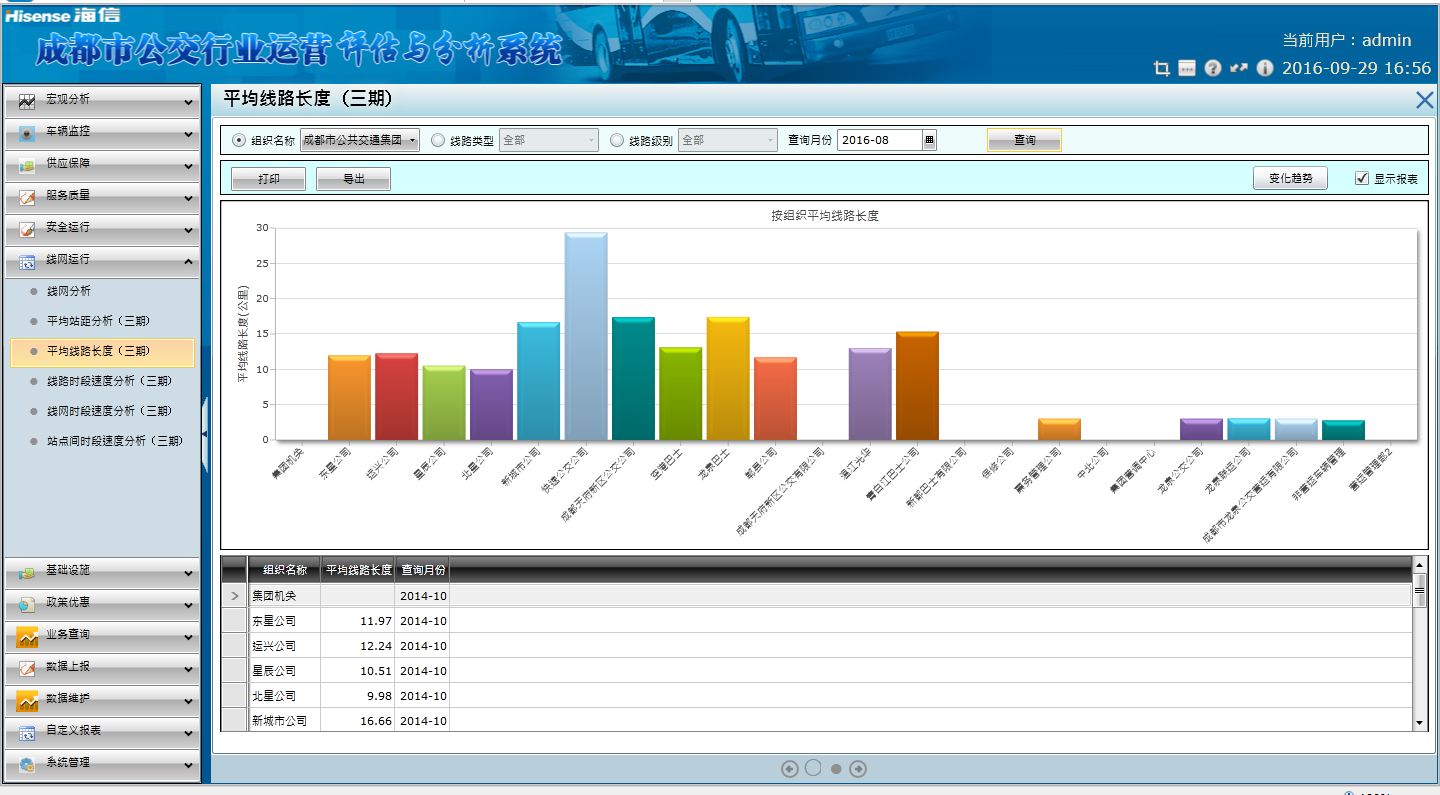 Hisense 海信
成都市公交行业运营评估与分析系统
当前用户：admin
2016-09-29 16:56
宏观分析
车辆监控
供应保障
服务质量
安全运行
线网运行
线网分析
平均站距分析（三期）
平均线路长度（三期）
线路时段速度分析（三期）
线网时段速度分析（三期）
站点间时段速度分析（三期）
基础设施
政策优惠
业务查询
数据上报
数据维护
自定义报表
系统管理
平均线路长度（三期）
组织名称 成都市公共交通集团 线路类型 全部 线路级别 全部 查询月份 2016-08 查询
打印 导出 变化趋势 显示报表
按组织平均线路长度
平均线路长度(公里)
30
25
20
15
10
5
0
集团机关
东星公司
运兴公司
星辰公司
北星公司
新城市公司
快速公交公司
成都天府新区公交公司
空港巴士
龙泉巴士
郫县公司
成都天府新区公交有限公司
温江光华
青白江巴士公司
新都巴士有限公司
保修公司
票务管理公司
中北公司
集团营调中心
龙泉公交公司
龙泉联运公司
成都市龙泉公交营运有限公司
非营运车辆管理
营运管理部2
组织名称 平均线路长度 查询月份
集团机关 2014-10
东星公司 11.97 2014-10
运兴公司 12.24 2014-10
星辰公司 10.51 2014-10
北星公司 9.98 2014-10
新城市公司 16.66 2014-10